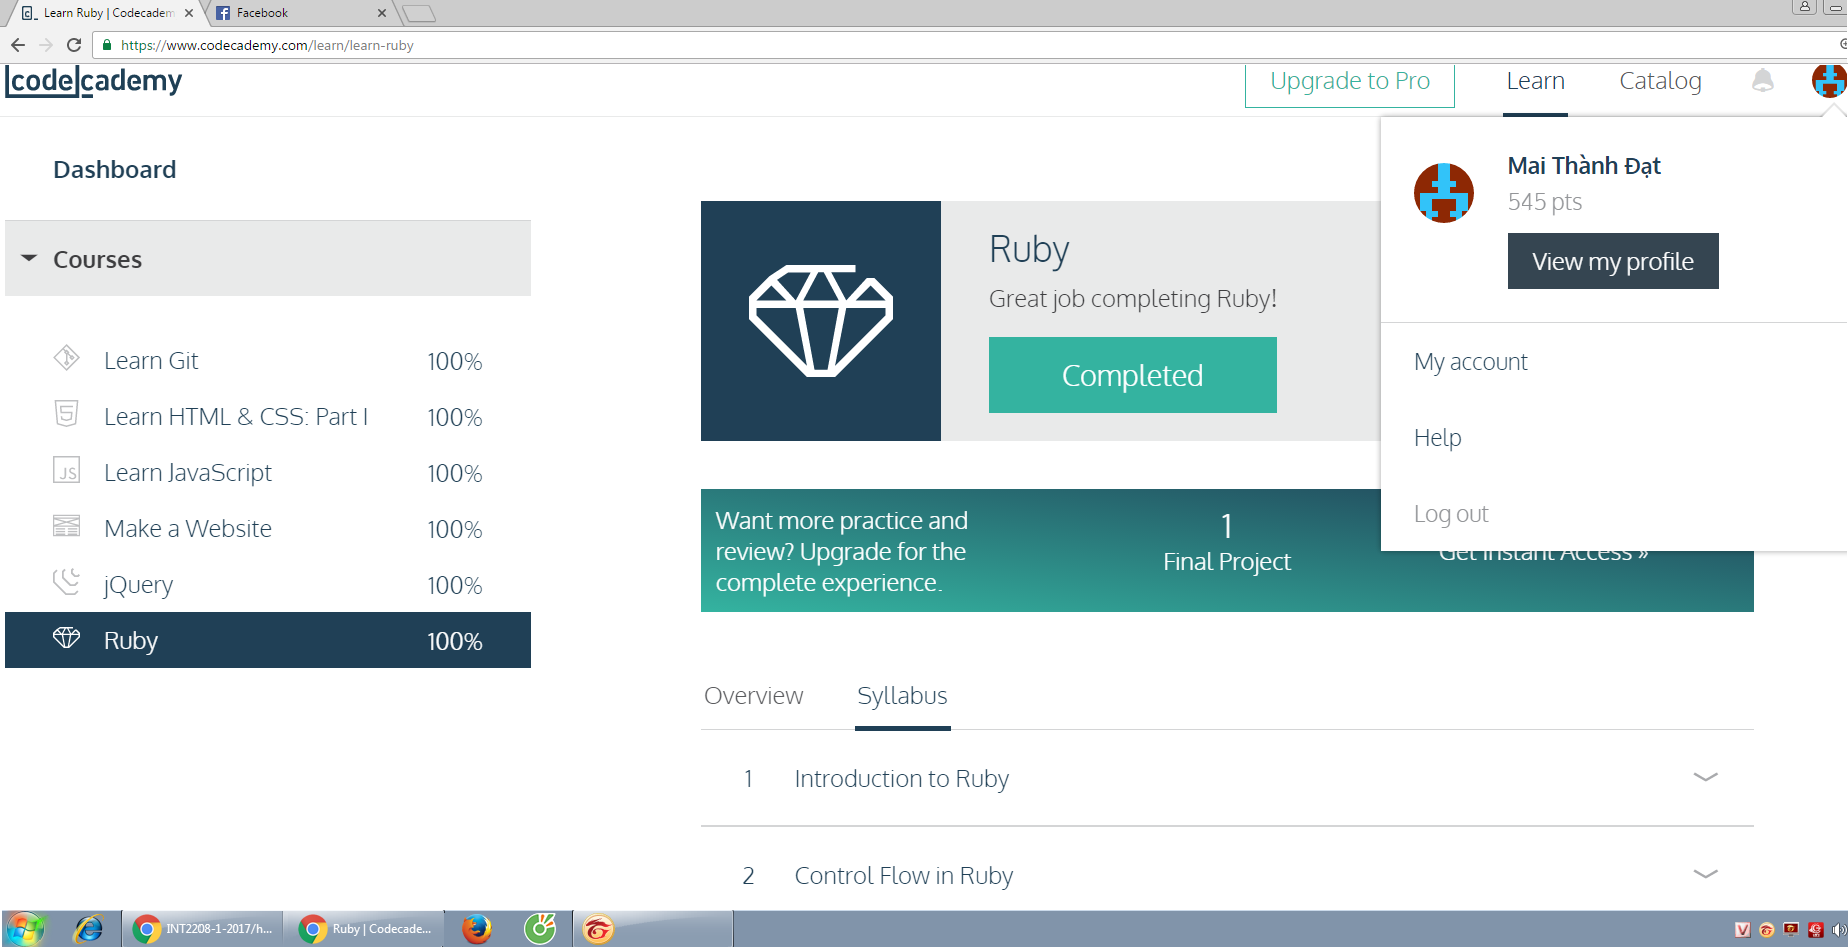 Learn Ruby | Codecadem
Facebook
https://www.codecademy.com/learn/learn-ruby
codecademy
Upgrade to Pro
Learn
Catalog
Mai Thành Đạt
545 pts
View my profile
My account
Help
Log out
Dashboard
Courses
Learn Git 100%
Learn HTML & CSS: Part I 100%
Learn JavaScript 100%
Make a Website 100%
jQuery 100%
Ruby 100%
Ruby
Great job completing Ruby!
Completed
Want more practice and
review? Upgrade for the
complete experience.
1
Final Project
Get Instant Access »
Overview
Syllabus
1 Introduction to Ruby
2 Control Flow in Ruby
INT2208-1-2017/h...
Ruby | Codecade...